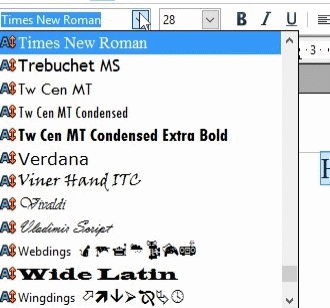 Times New Roman 28 B I U
Times New Roman
Trebuchet MS
Tw Cen MT
Tw Cen MT Condensed
Tw Cen MT Condensed Extra Bold
Verdana
Viner Hand ITC
Vivaldi
Vladimir Script
Webdings
Wide Latin
Wingdings
3